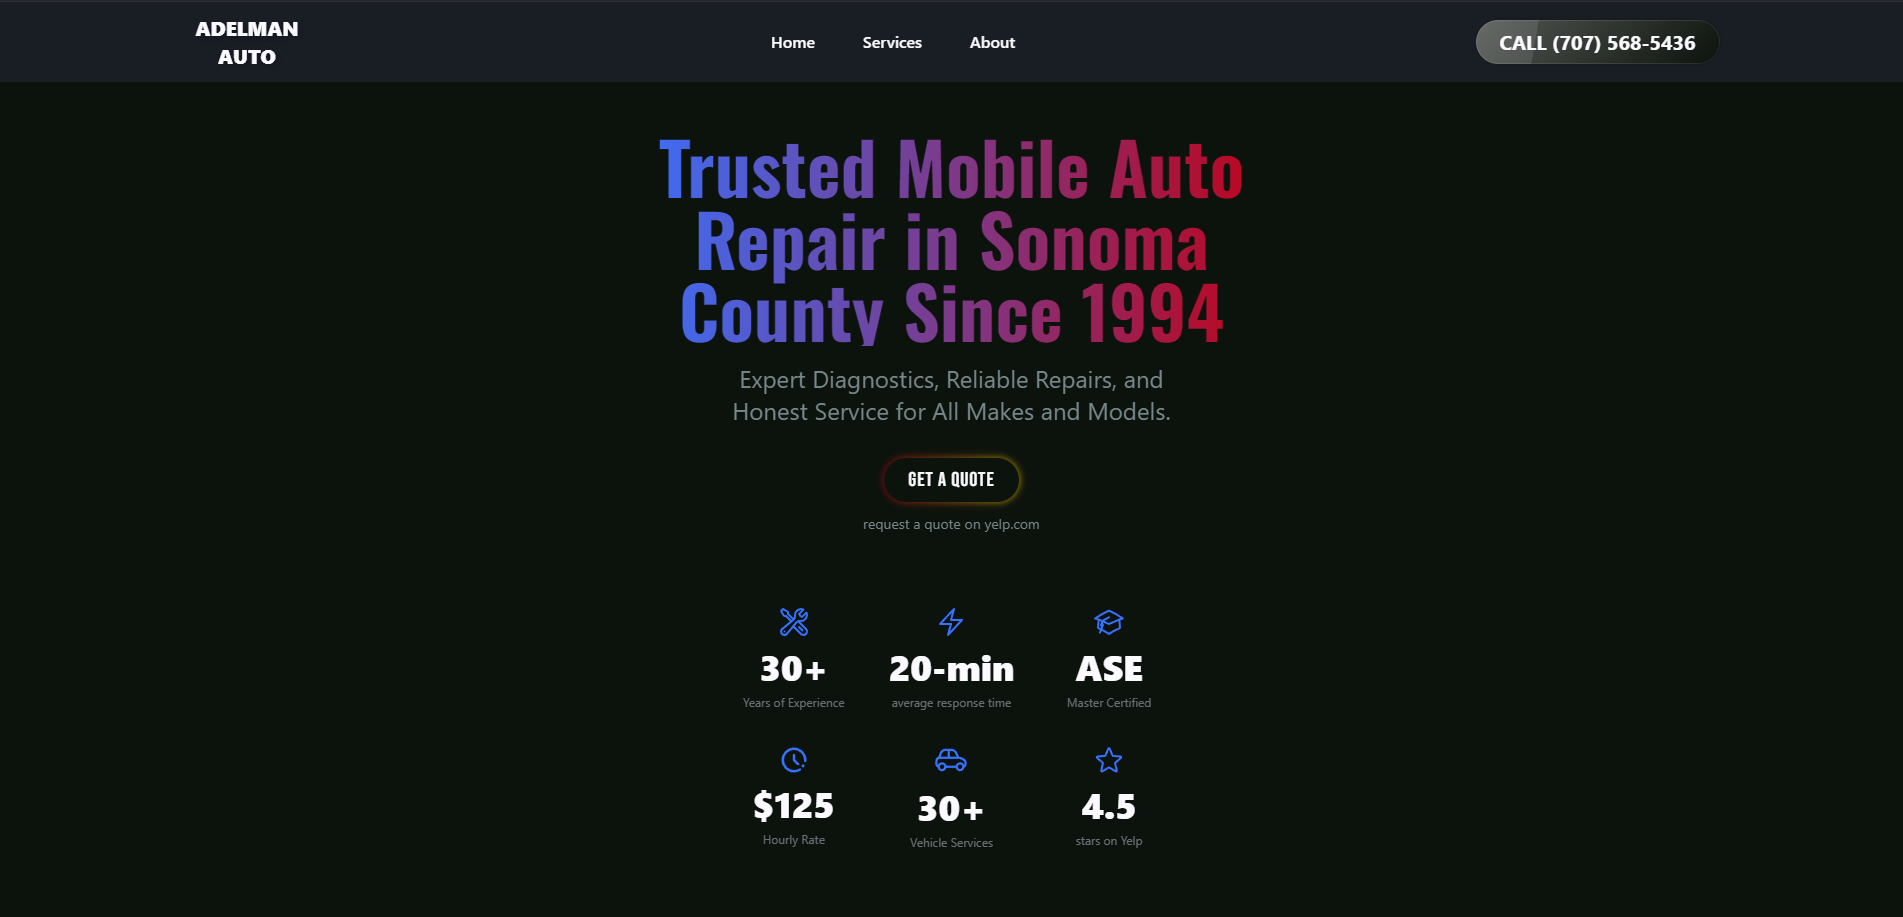 ADELMAN
AUTO
Home
Services
About
CALL (707) 568-5436
Trusted Mobile Auto
Repair in Sonoma
County Since 1994
Expert Diagnostics, Reliable Repairs, and
Honest Service for All Makes and Models.
GET A QUOTE
request a quote on yelp.com
30+
Years of Experience
20-min
average response time
ASE
Master Certified
$125
Hourly Rate
30+
Vehicle Services
4.5
stars on Yelp